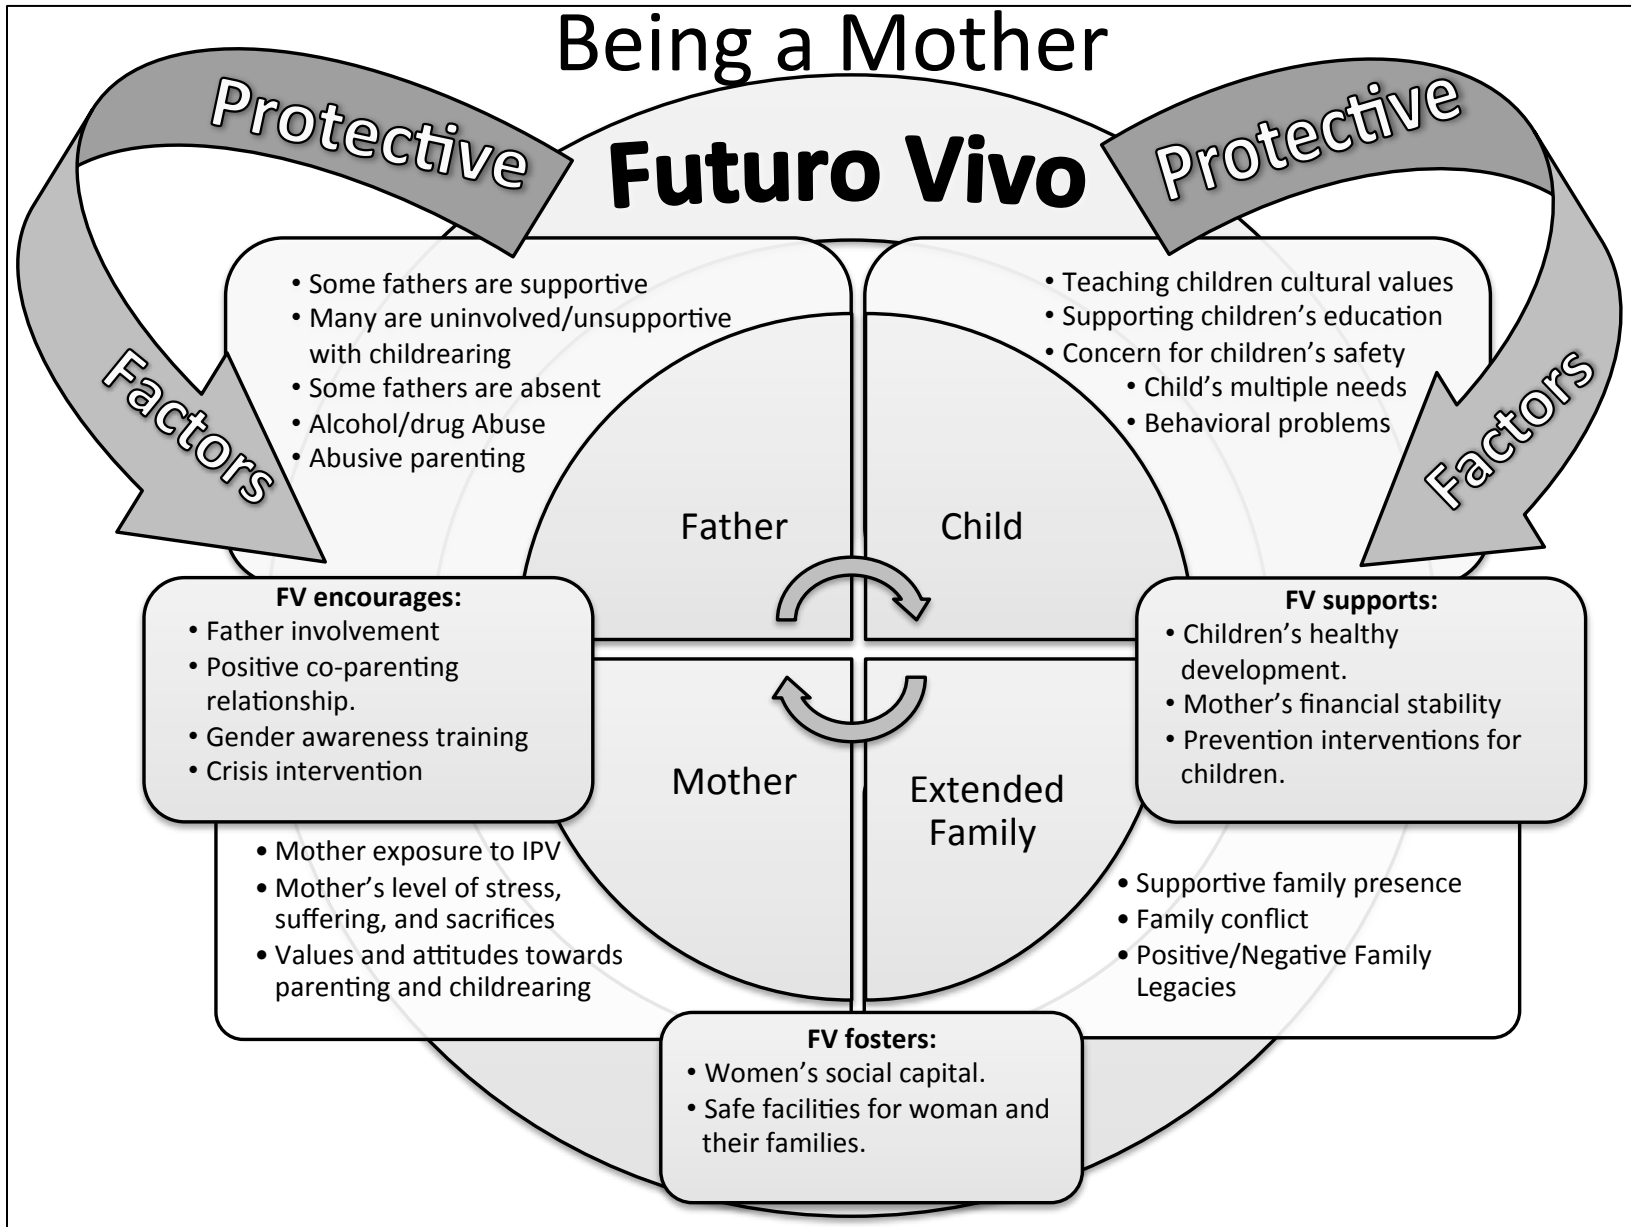 Being a Mother
Protective
Factors
Futuro Vivo
Protective
Factors
• Some fathers are supportive
• Many are uninvolved/unsupportive
with childrearing
• Some fathers are absent
• Alcohol/drug Abuse
• Abusive parenting
• Teaching children cultural values
• Supporting children’s education
• Concern for children’s safety
• Child’s multiple needs
• Behavioral problems
Father
Child
FV encourages:
• Father involvement
• Positive co-parenting
relationship.
• Gender awareness training
• Crisis intervention
FV supports:
• Children’s healthy
development.
• Mother’s financial stability
• Prevention interventions for
children.
Mother
Extended
Family
• Mother exposure to IPV
• Mother’s level of stress,
suffering, and sacrifices
• Values and attitudes towards
parenting and childrearing
• Supportive family presence
• Family conflict
• Positive/Negative Family
Legacies
FV fosters:
• Women’s social capital.
• Safe facilities for woman and
their families.